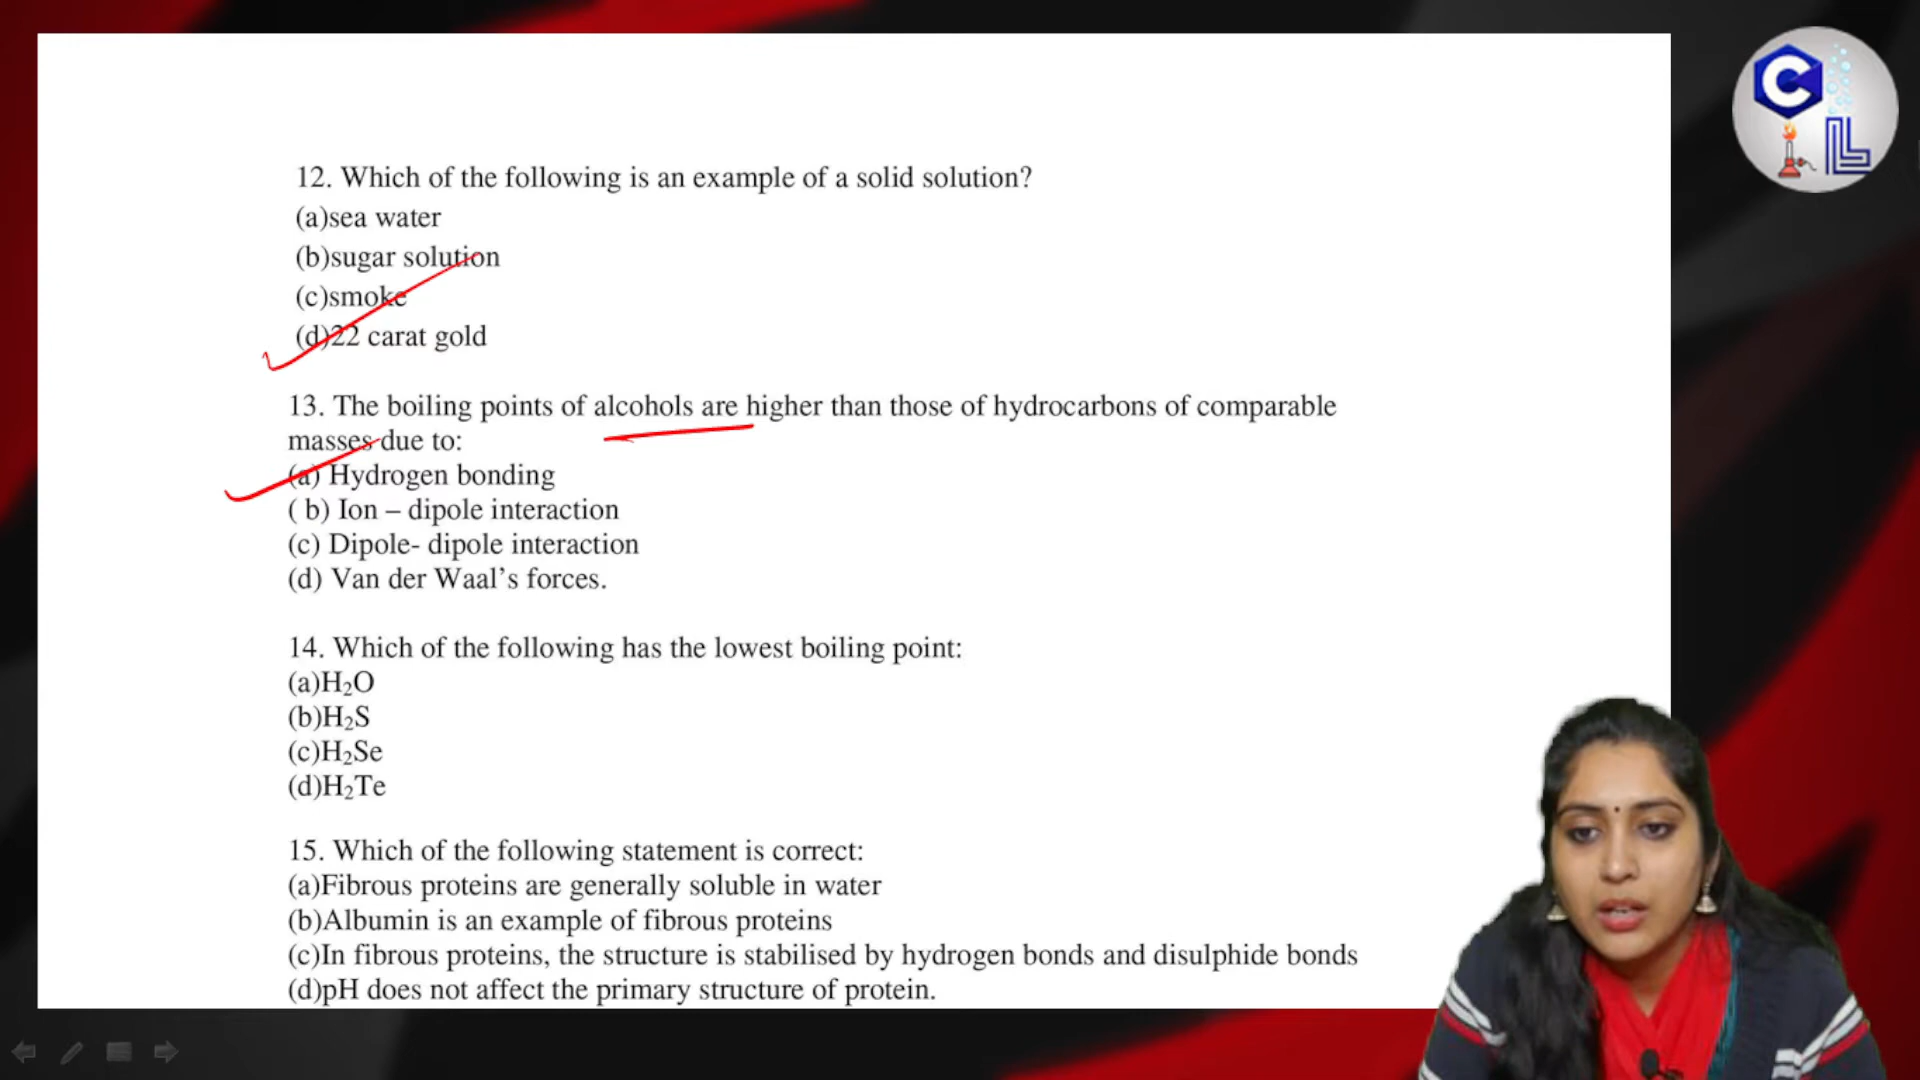 12. Which of the following is an example of a solid solution?
(a)sea water
(b)sugar solution
(c)smoke
(d)22 carat gold
13. The boiling points of alcohols are higher than those of hydrocarbons of comparable
masses due to:
(a) Hydrogen bonding
( b) Ion – dipole interaction
(c) Dipole- dipole interaction
(d) Van der Waal’s forces.
14. Which of the following has the lowest boiling point:
(a)H₂O
(b)H₂S
(c)H₂Se
(d)H₂Te
15. Which of the following statement is correct:
(a)Fibrous proteins are generally soluble in water
(b)Albumin is an example of fibrous proteins
(c)In fibrous proteins, the structure is stabilised by hydrogen bonds and disulphide bonds
(d)pH does not affect the primary structure of protein.
C
L